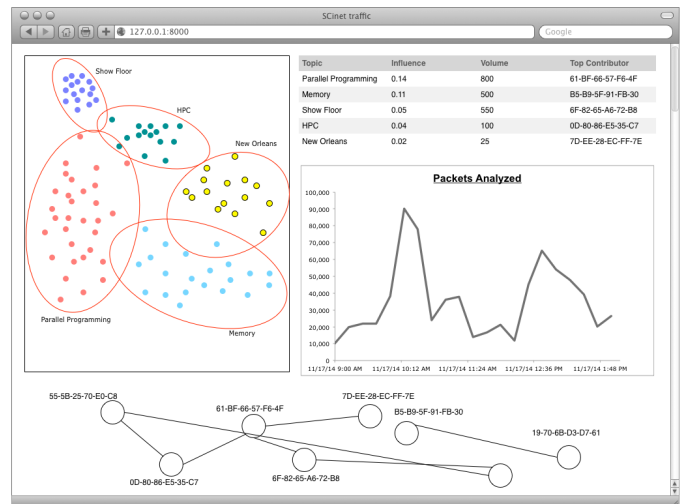 SCinet traffic
127.0.0.1:8000
Google
Show Floor
HPC
New Orleans
Parallel Programming
Memory
Topic Influence Volume Top Contributor
Parallel Programming 0.14 800 61-BF-66-57-F6-4F
Memory 0.11 500 B5-B9-5F-91-FB-30
Show Floor 0.05 550 6F-82-65-A6-72-B8
HPC 0.04 100 0D-80-86-E5-35-C7
New Orleans 0.02 25 7D-EE-28-EC-FF-7E
Packets Analyzed
100,000
90,000
80,000
70,000
60,000
50,000
40,000
30,000
20,000
10,000
0
11/17/14 9:00 AM 11/17/14 10:12 AM 11/17/14 11:24 AM 11/17/14 12:36 PM 11/17/14 1:48 PM
55-5B-25-70-E0-C8
61-BF-66-57-F6-4F
7D-EE-28-EC-FF-7E
B5-B9-5F-91-FB-30
19-70-6B-D3-D7-61
0D-80-86-E5-35-C7
6F-82-65-A6-72-B8